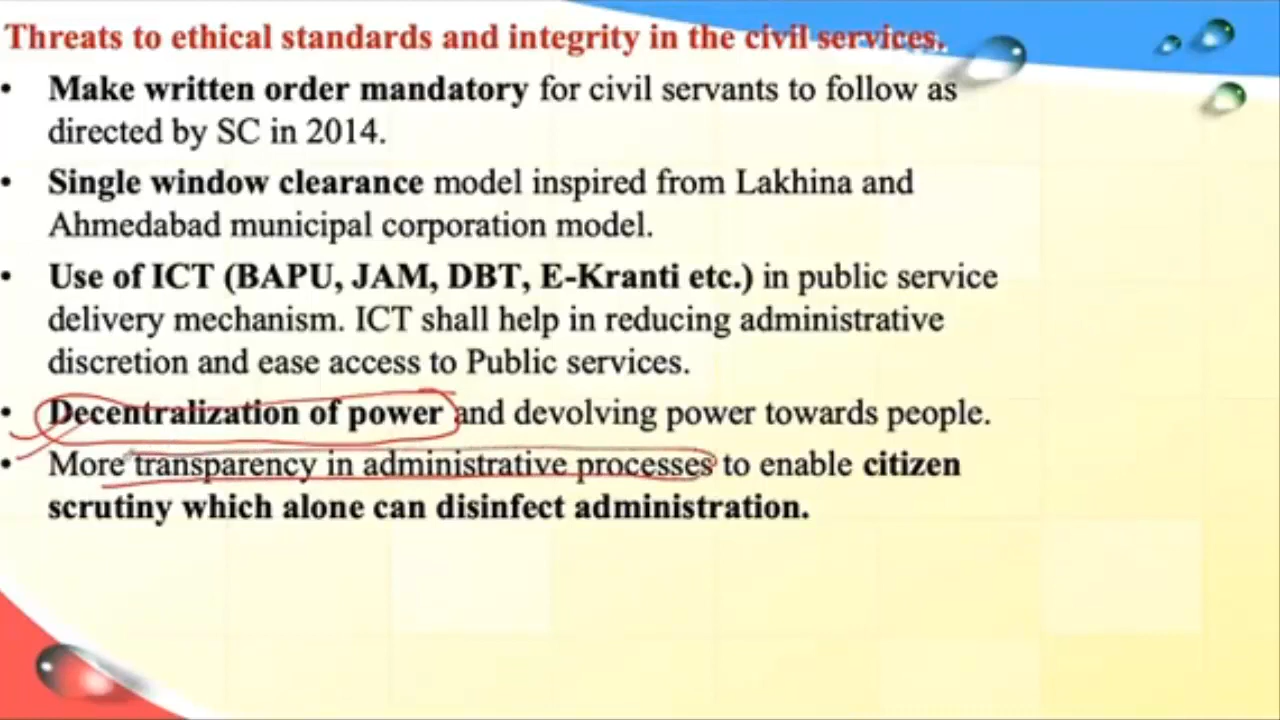 Threats to ethical standards and integrity in the civil services.
• Make written order mandatory for civil servants to follow as
directed by SC in 2014.
• Single window clearance model inspired from Lakhina and
Ahmedabad municipal corporation model.
• Use of ICT (BAPU, JAM, DBT, E-Kranti etc.) in public service
delivery mechanism. ICT shall help in reducing administrative
discretion and ease access to Public services.
• Decentralization of power and devolving power towards people.
• More transparency in administrative processes to enable citizen
scrutiny which alone can disinfect administration.